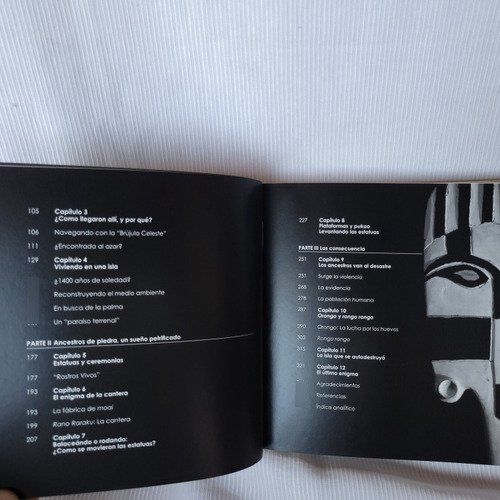 105 Capítulo 3
¿Como llegaron allí, y por qué?
106 Navegando con la "Brújula Celeste"
111 ¿Encontrada al azar?
129 Capítulo 4
Viviendo en una isla
¿1400 años de soledad?
Reconstruyendo el medio ambiente
En busca de la palma
Un "paraíso terrenal"
PARTE II Ancestros de piedra, un sueño petrificado
177 Capítulo 5
Estatuas y ceremonias
177 "Rostros Vivos"
193 Capítulo 6
El enigma de la cantera
193 La fábrica de moai
199 Rano Raraku: La cantera
207 Capítulo 7
Balaceándo o rodando:
¿Como se movieron las estatuas?
227 Capítulo 8
Plataformas y pukao
Levantando las estatuas
PARTE III Las consecuencia
251 Capítulo 9
Los ancestros van al desastre
251 Surge la violencia
268 La evidencia
278 La población humana
287 Capítulo 10
Orongo y rongo rongo
290 Orongo: La lucha por los huevos
303 Rongo rongo
315 Capítulo 11
La isla que se autodestruyó
321 Capítulo 12
El último enigma
Agradecimientos
Referencias
Índice analítico